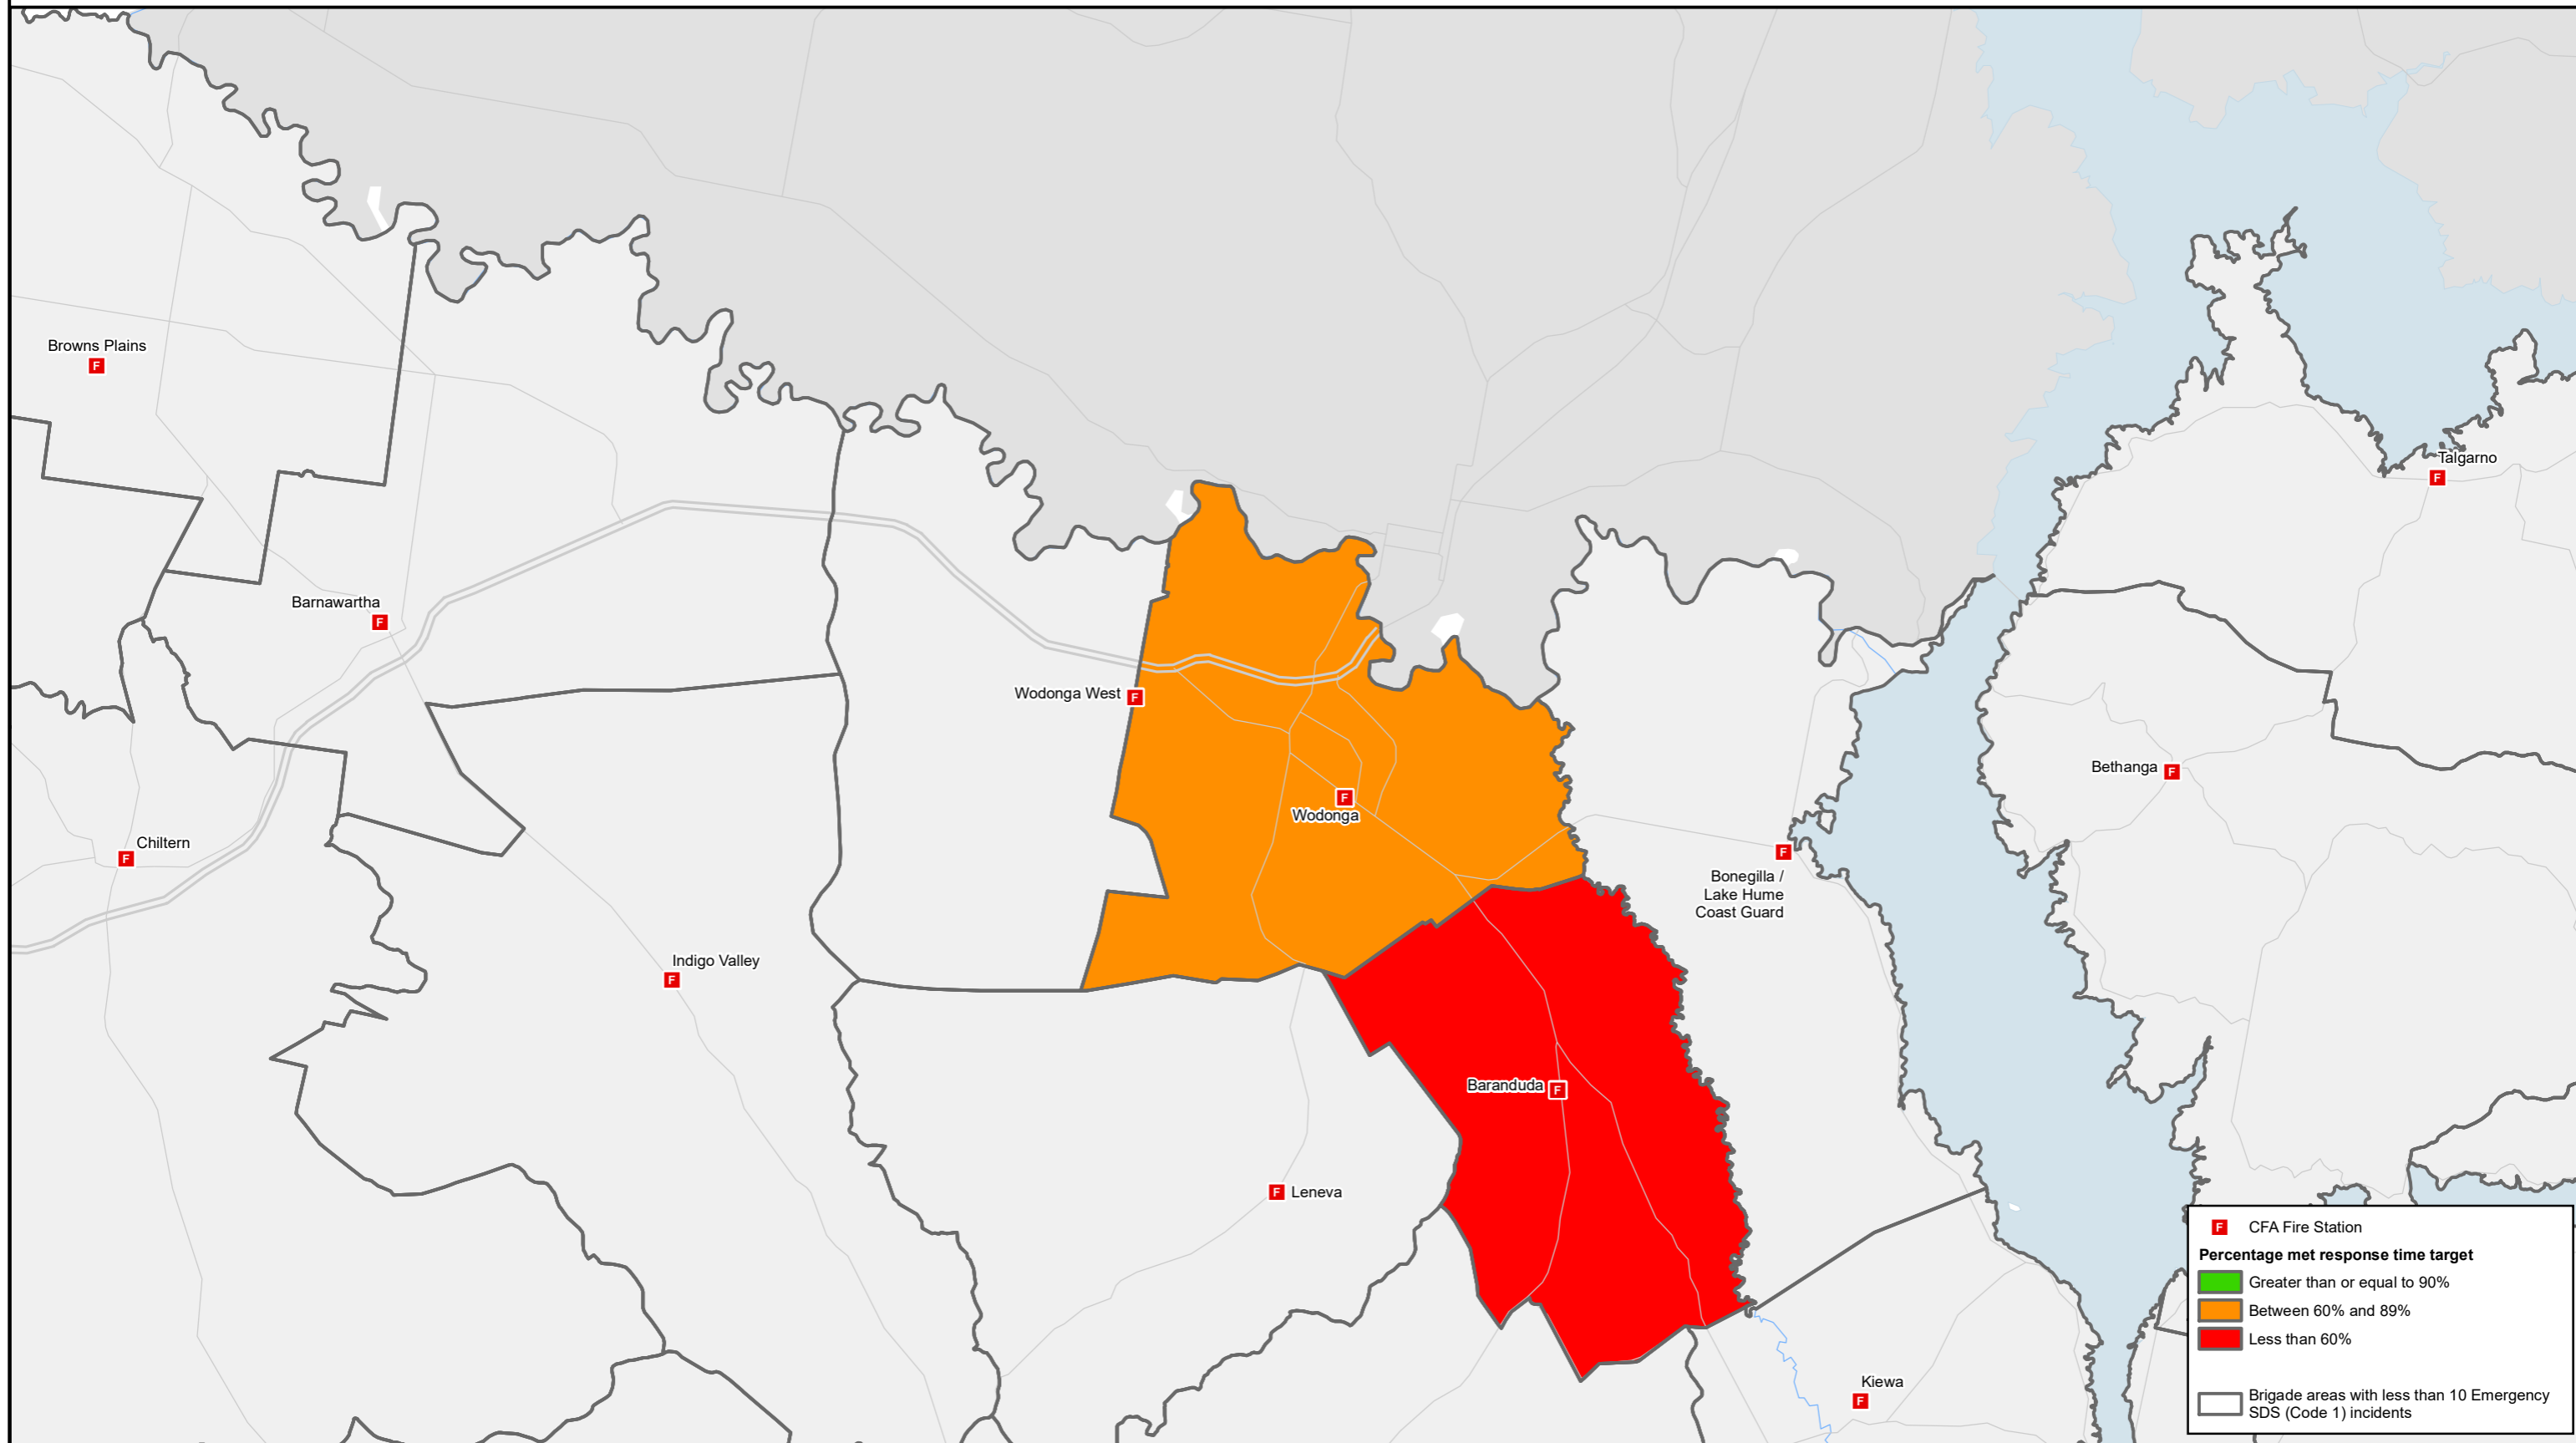 Browns Plains
F
Talgarno
F
Barnawartha
F
Wodonga West
F
Bethanga
F
F
Wodonga
Chiltern
F
F
Bonegilla /
Lake Hume
Coast Guard
Indigo Valley
F
Baranduda
F
F
Leneva
Kiewa
F
F
CFA Fire Station
Percentage met response time target
Greater than or equal to 90%
Between 60% and 89%
Less than 60%
Brigade areas with less than 10 Emergency
SDS (Code 1) incidents